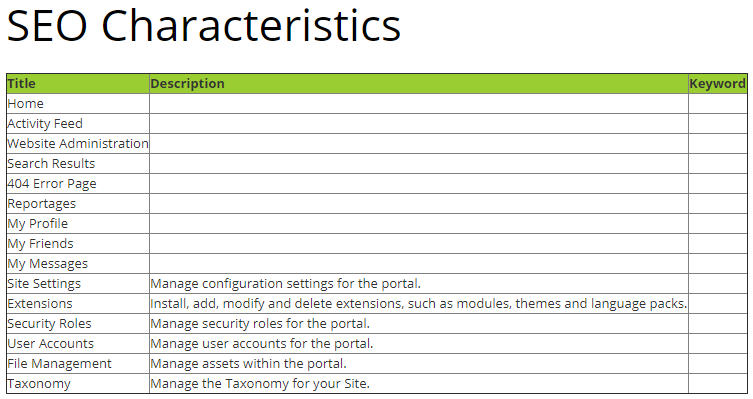 SEO Characteristics
Title Description Keyword
Home
Activity Feed
Website Administration
Search Results
404 Error Page
Reportages
My Profile
My Friends
My Messages
Site Settings Manage configuration settings for the portal.
Extensions Install, add, modify and delete extensions, such as modules, themes and language packs.
Security Roles Manage security roles for the portal.
User Accounts Manage user accounts for the portal.
File Management Manage assets within the portal.
Taxonomy Manage the Taxonomy for your Site.